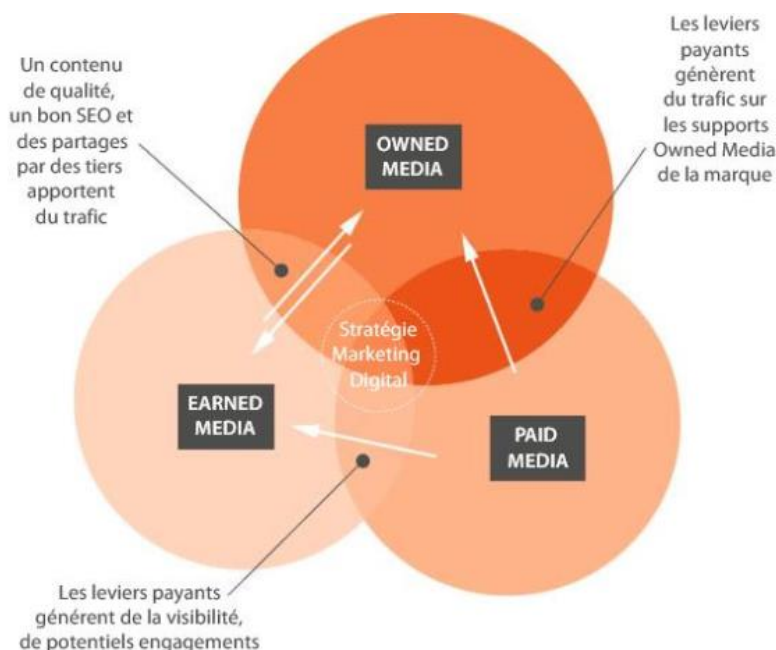 Un contenu
de qualité,
un bon SEO et
des partages
par des tiers
apportent
du trafic
Les leviers
payants
génèrent
du trafic sur
les supports
Owned Media
de la marque
OWNED
MEDIA
Stratégie
Marketing
Digital
EARNED
MEDIA
PAID
MEDIA
Les leviers payants
générent de la visibilité,
de potentiels engagements